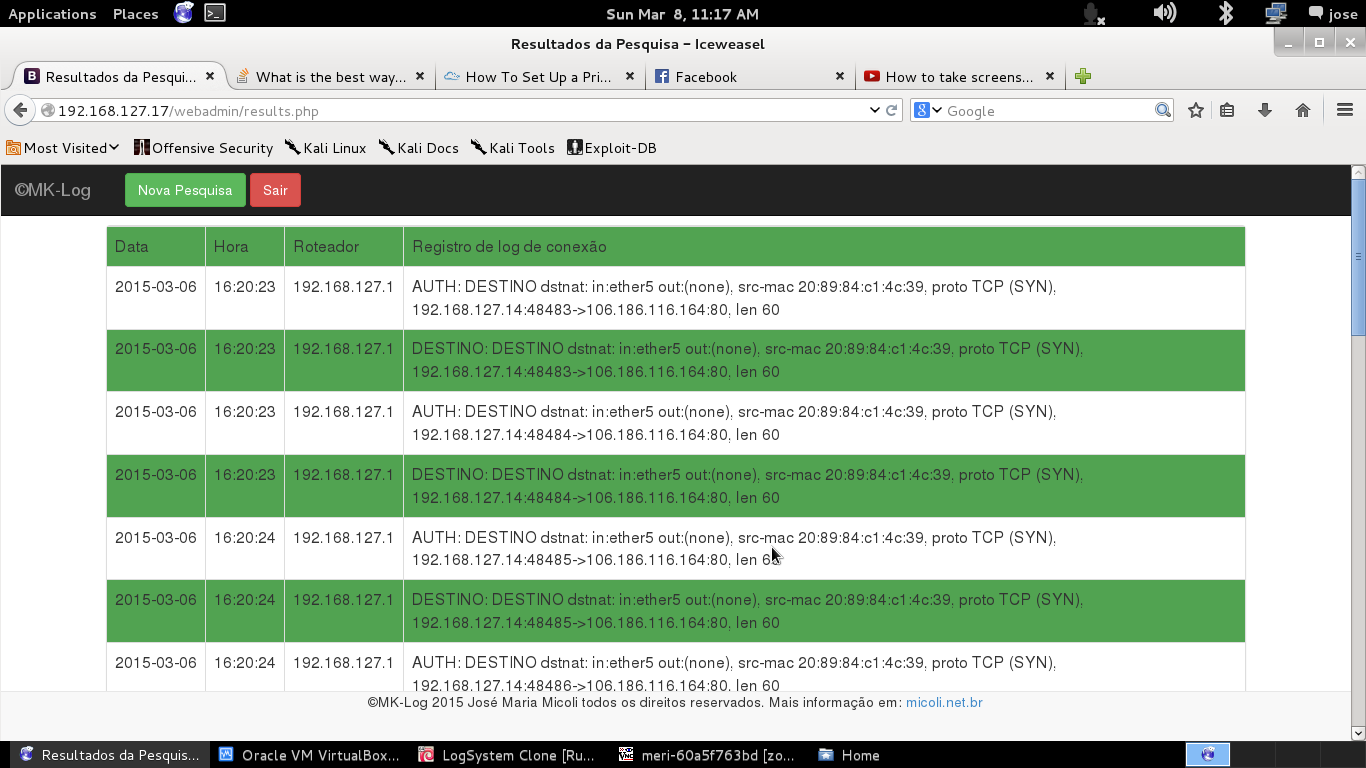 Applications Places Sun Mar 8, 11:17 AM jose
Resultados da Pesquisa – Iceweasel
Resultados da Pesqui... What is the best way... How To Set Up a Pri... Facebook How to take screens...
192.168.127.17/webadmin/results.php Google
Most Visited Offensive Security Kali Linux Kali Docs Kali Tools Exploit-DB
©MK-Log Nova Pesquisa Sair
Data Hora Roteador Registro de log de conexão
2015-03-06 16:20:23 192.168.127.1 AUTH: DESTINO dstnat: in:ether5 out:(none), src-mac 20:89:84:c1:4c:39, proto TCP (SYN),
192.168.127.14:48483->106.186.116.164:80, len 60
2015-03-06 16:20:23 192.168.127.1 DESTINO: DESTINO dstnat: in:ether5 out:(none), src-mac 20:89:84:c1:4c:39, proto TCP (SYN),
192.168.127.14:48483->106.186.116.164:80, len 60
2015-03-06 16:20:23 192.168.127.1 AUTH: DESTINO dstnat: in:ether5 out:(none), src-mac 20:89:84:c1:4c:39, proto TCP (SYN),
192.168.127.14:48484->106.186.116.164:80, len 60
2015-03-06 16:20:23 192.168.127.1 DESTINO: DESTINO dstnat: in:ether5 out:(none), src-mac 20:89:84:c1:4c:39, proto TCP (SYN),
192.168.127.14:48484->106.186.116.164:80, len 60
2015-03-06 16:20:24 192.168.127.1 AUTH: DESTINO dstnat: in:ether5 out:(none), src-mac 20:89:84:c1:4c:39, proto TCP (SYN),
192.168.127.14:48485->106.186.116.164:80, len 60
2015-03-06 16:20:24 192.168.127.1 DESTINO: DESTINO dstnat: in:ether5 out:(none), src-mac 20:89:84:c1:4c:39, proto TCP (SYN),
192.168.127.14:48485->106.186.116.164:80, len 60
2015-03-06 16:20:24 192.168.127.1 AUTH: DESTINO dstnat: in:ether5 out:(none), src-mac 20:89:84:c1:4c:39, proto TCP (SYN),
192.168.127.14:48486->106.186.116.164:80, len 60
©MK-Log 2015 José Maria Micoli todos os direitos reservados. Mais informação em: micoli.net.br
Resultados da Pesquis... Oracle VM VirtualBox... LogSystem Clone [Ru... meri-60a5f763bd [zo... Home